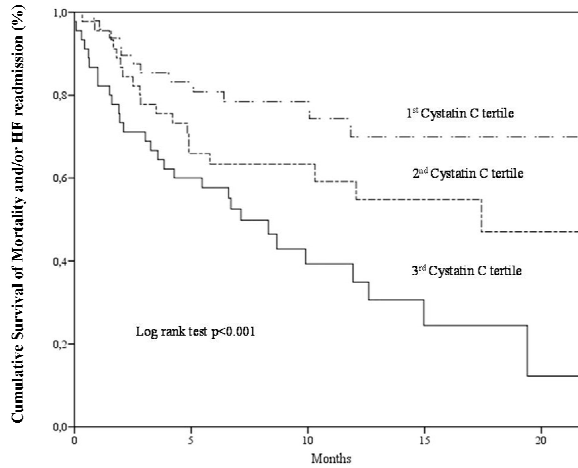 Cumulative Survival of Mortality and/or HF readmission (%)
1,0
0,8
0,6
0,4
0,2
0,0
1st Cystatin C tertile
2nd Cystatin C tertile
3rd Cystatin C tertile
Log rank test p<0.001
0 5 10 15 20
Months